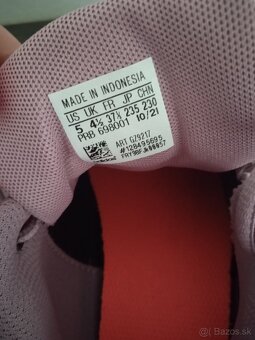 MADE IN INDONESIA
US UK FR JP CHN
5 4½ 37⅓ 235 230
PRB 698001 10/21
ART GZ9217
#128495695
Bazos.sk